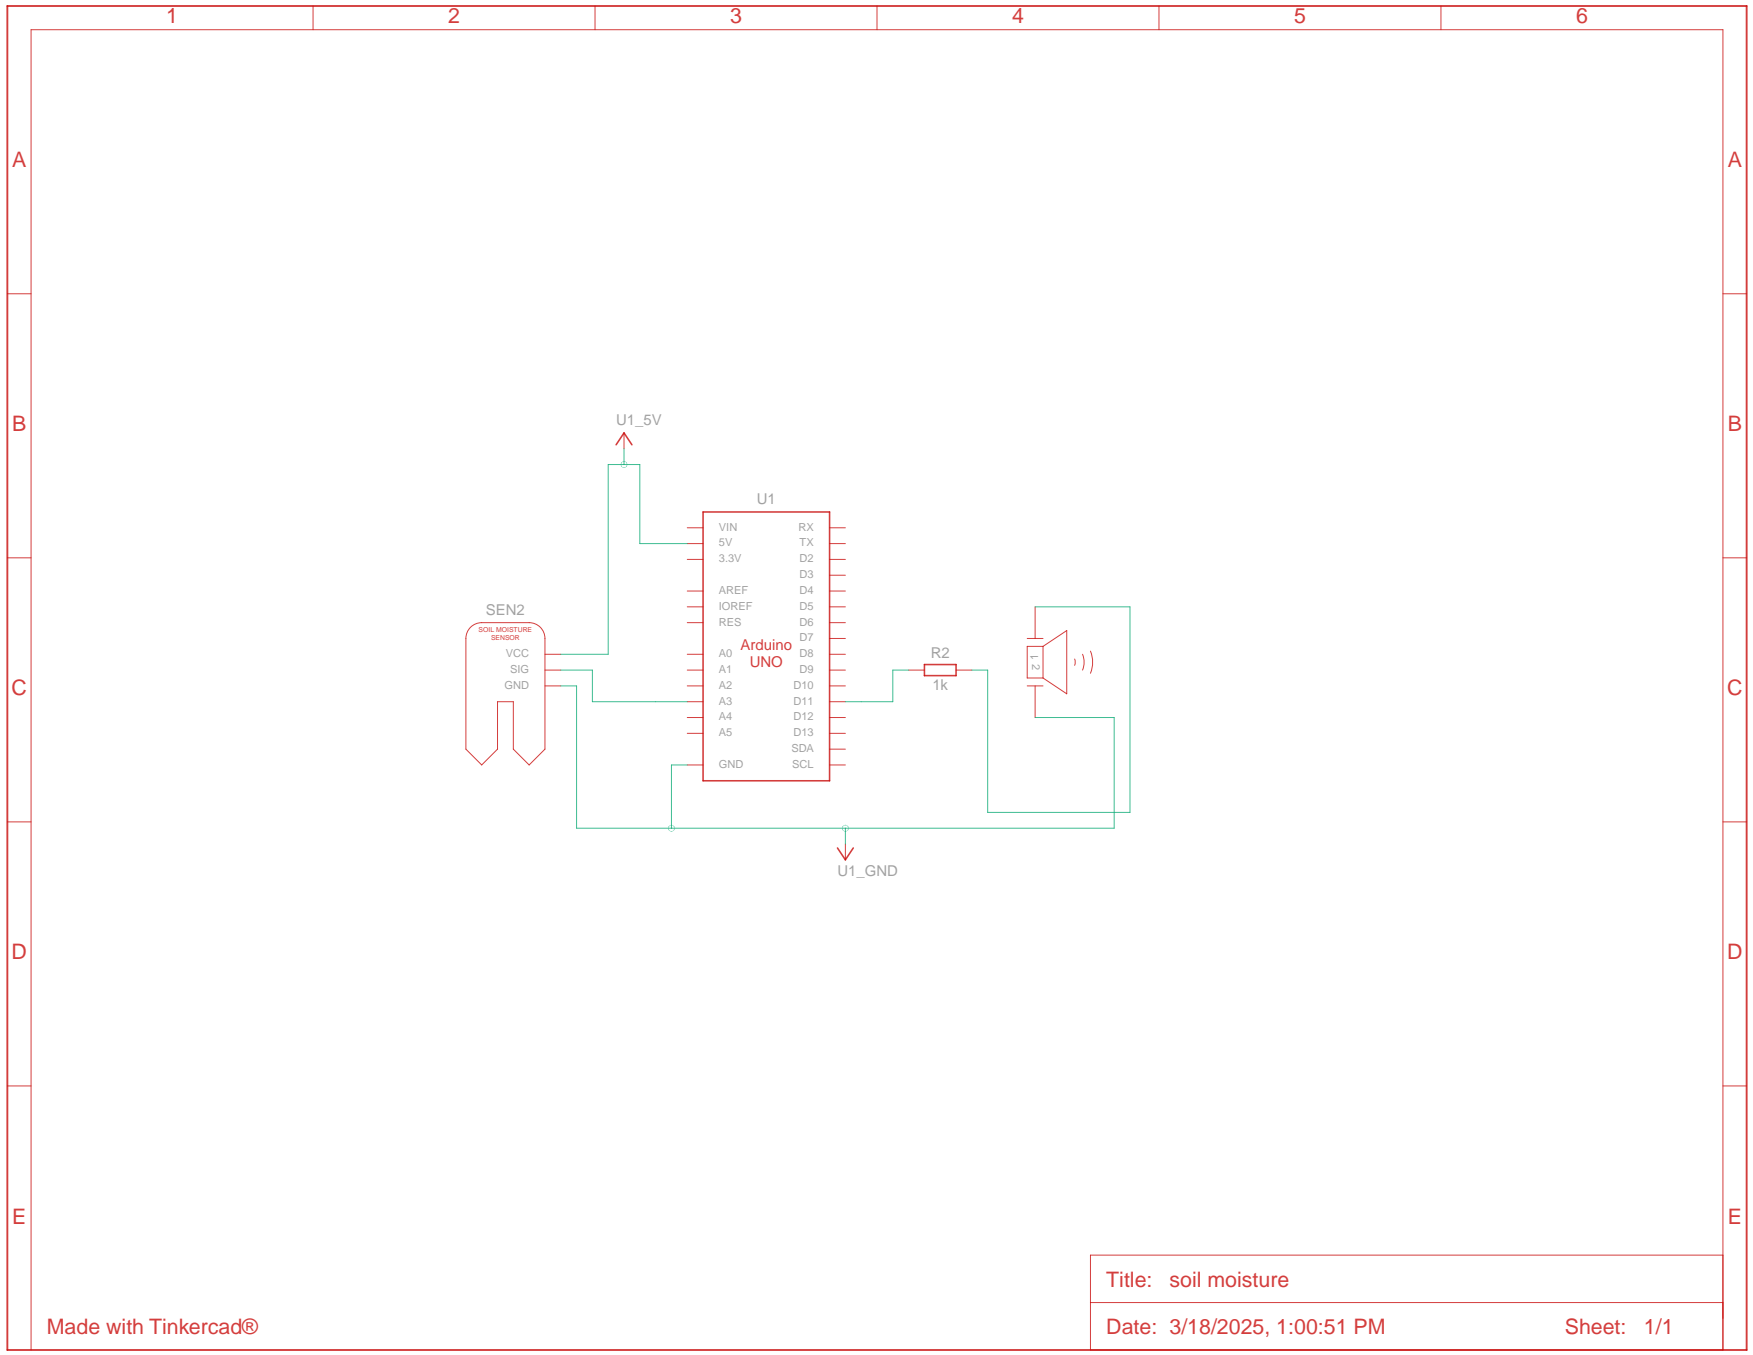 1 2 3 4 5 6
A A
B B
U1_5V
U1
VIN RX
5V TX
3.3V D2
D3
AREF D4
IOREF D5
RES D6
D7
SEN2
SOIL MOISTURE
SENSOR
VCC
SIG
GND
Arduino
UNO
A0 D8
A1 D9
A2 D10
A3 D11
A4 D12
A5 D13
SDA
GND SCL
R2
1k
1
2
C C
U1_GND
D D
E E
Title: soil moisture
Made with Tinkercad®
Date: 3/18/2025, 1:00:51 PM Sheet: 1/1